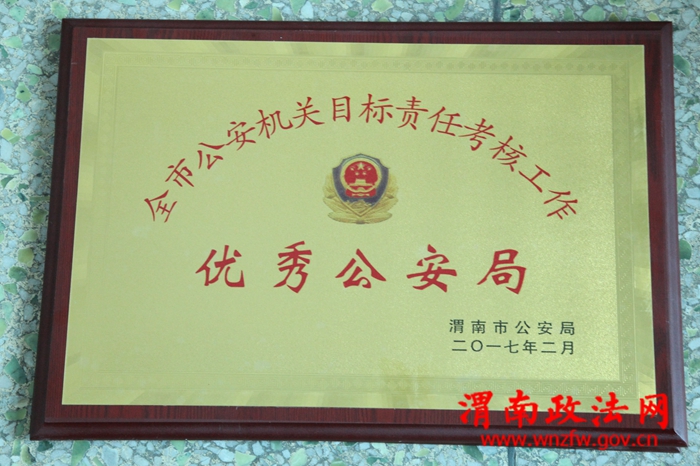 全市公安机关目标责任考核工作
优秀公安局
渭南市公安局
二〇一七年二月
渭南政法网
www.wnzfw.gov.cn